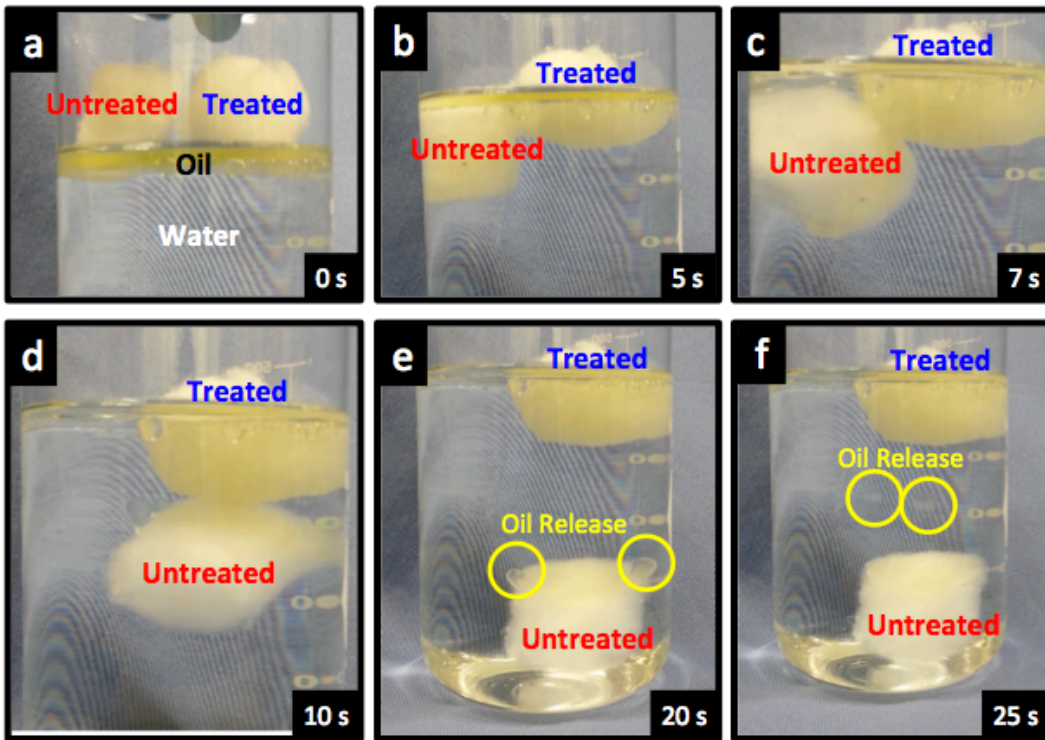 a
Untreated Treated
Oil
Water
0 s
b
Treated
Untreated
5 s
c
Treated
Untreated
7 s
d
Treated
Untreated
10 s
e
Treated
Oil Release
Untreated
20 s
f
Treated
Oil Release
Untreated
25 s